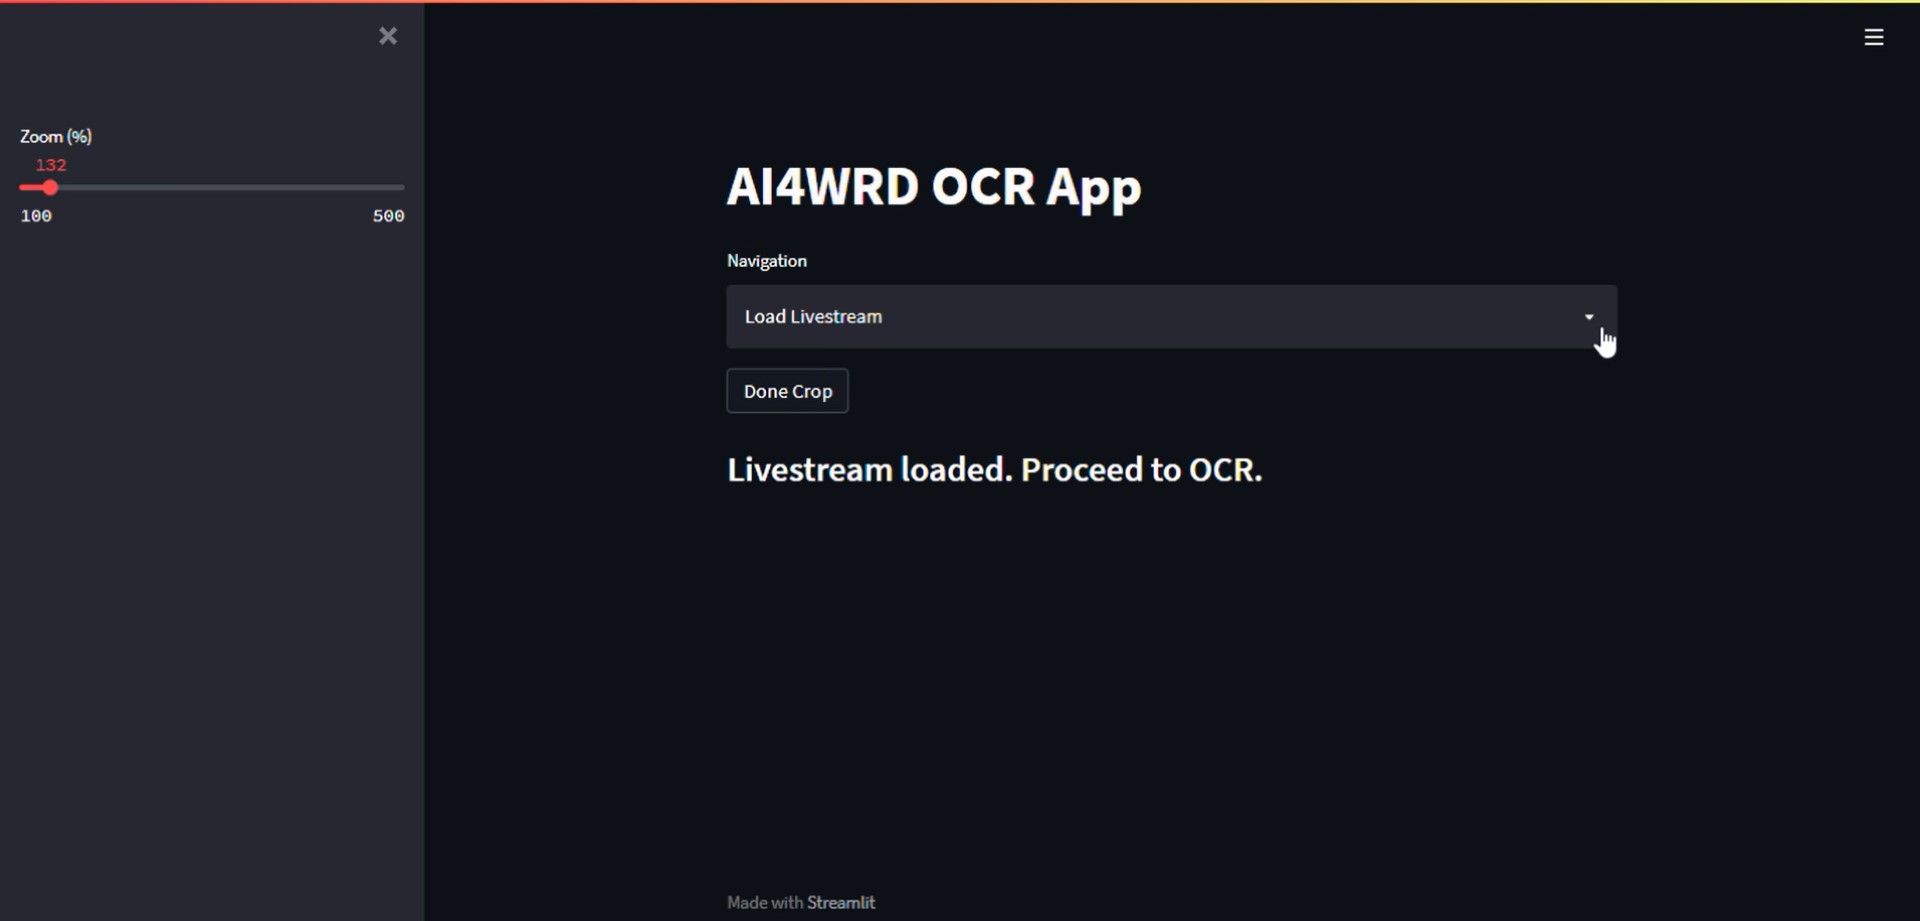 Zoom (%)
132
100 500
AI4WRD OCR App
Navigation
Load Livestream
Done Crop
Livestream loaded. Proceed to OCR.
Made with Streamlit